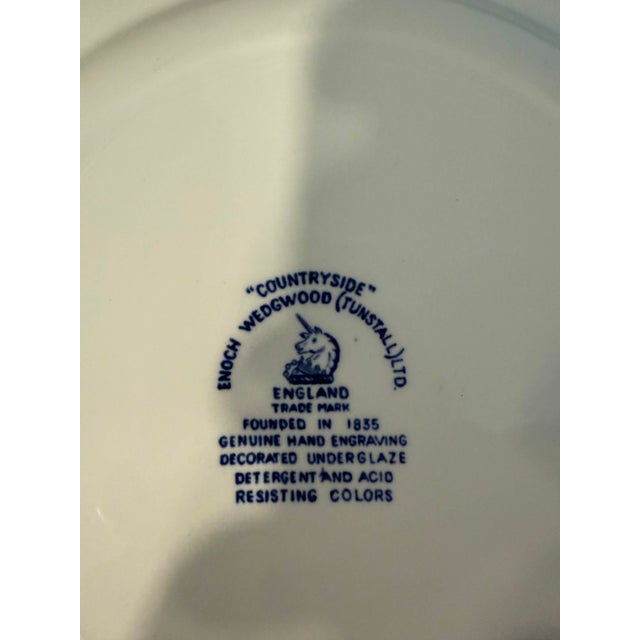 "COUNTRYSIDE"
ENOCH WEDGWOOD (TUNSTALL) LTD.
ENGLAND
TRADE MARK
FOUNDED IN 1835
GENUINE HAND ENGRAVING
DECORATED UNDERGLAZE
DETERGENT AND ACID
RESISTING COLORS